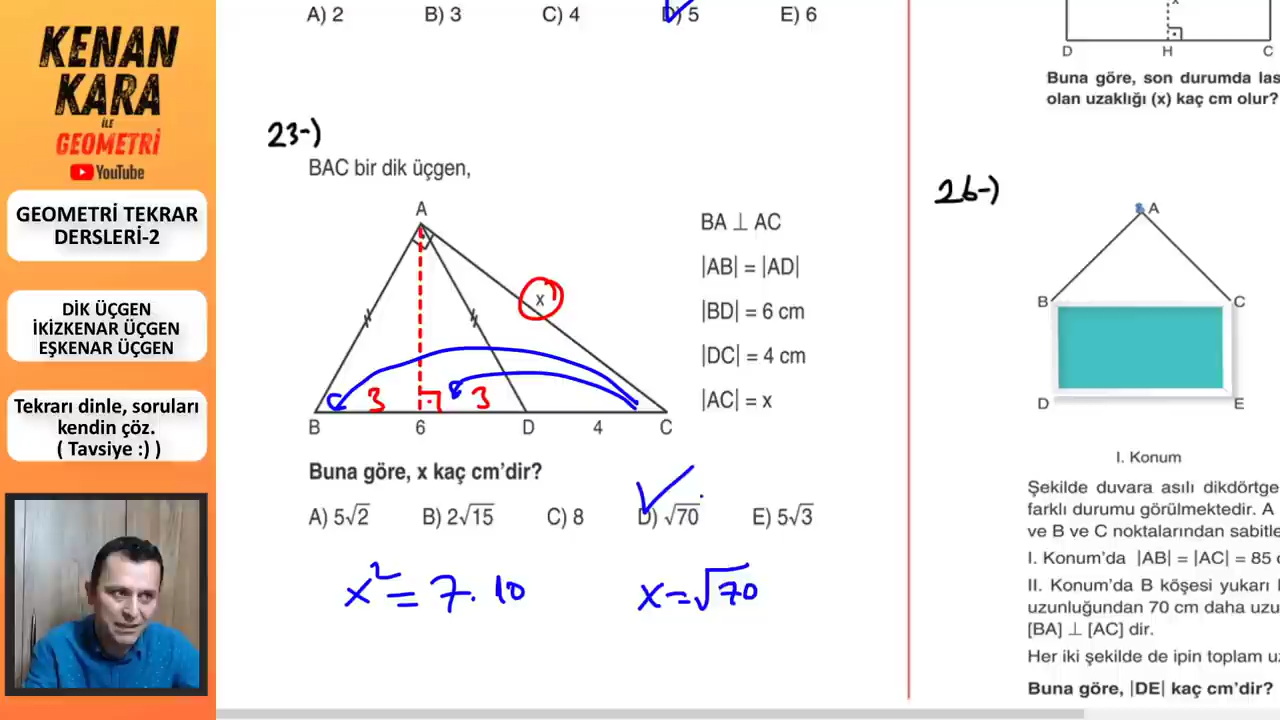 KENAN
KARA
İLE
GEOMETRİ
YouTube
GEOMETRİ TEKRAR
DERSLERİ-2
DİK ÜÇGEN
İKİZKENAR ÜÇGEN
EŞKENAR ÜÇGEN
Tekrarı dinle, soruları
kendin çöz.
( Tavsiye :) )
A) 2 B) 3 C) 4 D) 5 E) 6
23-)
BAC bir dik üçgen,
A
x
3 3
B 6 D 4 C
BA ⊥ AC
|AB| = |AD|
|BD| = 6 cm
|DC| = 4 cm
|AC| = x
Buna göre, x kaç cm'dir?
A) 5√2 B) 2√15 C) 8 D) √70 E) 5√3
x² = 7.10 x=√70
x
D H C
Buna göre, son durumda las
olan uzaklığı (x) kaç cm olur?
26-)
A
B C
D E
I. Konum
Şekilde duvara asılı dikdörtge
farklı durumu görülmektedir. A
ve B ve C noktalarından sabitle
I. Konum'da |AB| = |AC| = 85 c
II. Konum'da B köşesi yukarı
uzunluğundan 70 cm daha uzu
[BA] ⊥ [AC] dir.
Her iki şekilde de ipin toplam uz
Buna göre, |DE| kaç cm'dir?